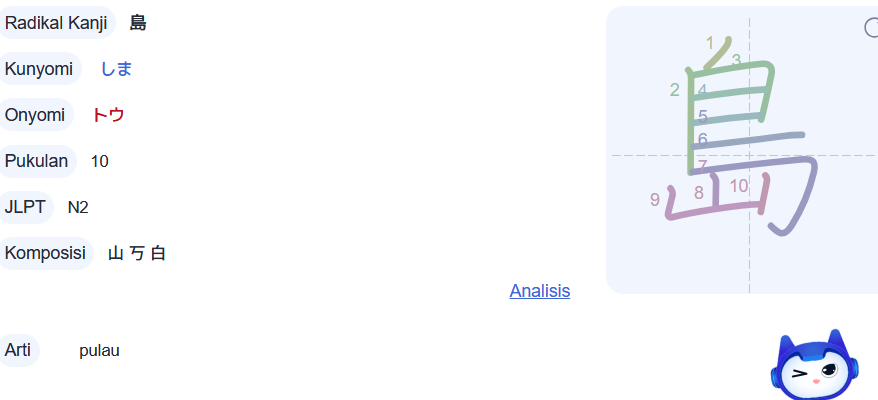 Radikal Kanji 島
Kunyomi しま
Onyomi トウ
Pukulan 10
JLPT N2
Komposisi 山 丂 白
Analisis
Arti pulau
1
2
3
4
5
6
7
8
9
10
島